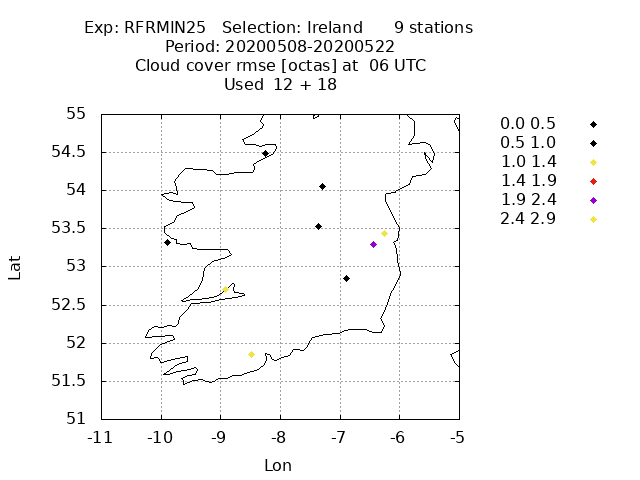 Exp: RFRMIN25 Selection: Ireland 9 stations
Period: 20200508-20200522
Cloud cover rmse [octas] at 06 UTC
Used 12 + 18
55
54.5
54
53.5
53
52.5
52
51.5
51
-11 -10 -9 -8 -7 -6 -5
Lat
Lon
0.0 0.5
0.5 1.0
1.0 1.4
1.4 1.9
1.9 2.4
2.4 2.9